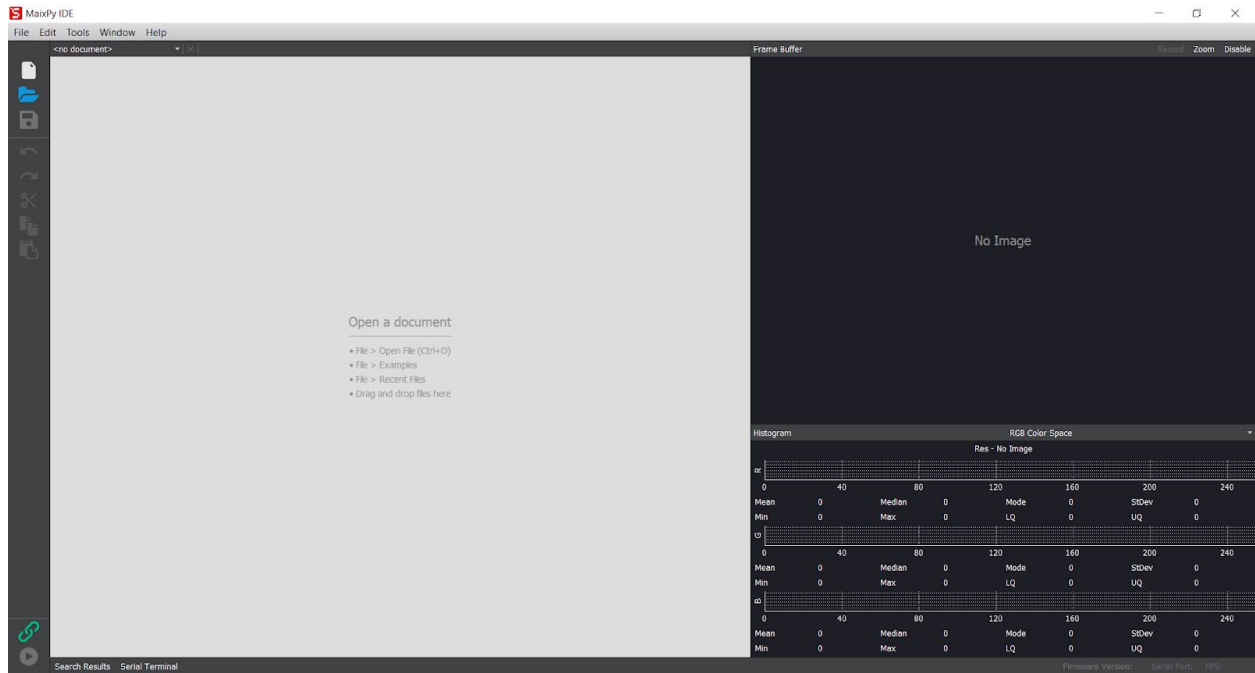 MaixPy IDE
File Edit Tools Window Help
<no document>
Frame Buffer Record Zoom Disable
No Image
Open a document
• File > Open File (Ctrl+O)
• File > Examples
• File > Recent Files
• Drag and drop files here
Histogram RGB Color Space
Res - No Image
R
0 40 80 120 160 200 240
Mean 0 Median 0 Mode 0 StDev 0
Min 0 Max 0 LQ 0 UQ 0
G
0 40 80 120 160 200 240
Mean 0 Median 0 Mode 0 StDev 0
Min 0 Max 0 LQ 0 UQ 0
B
0 40 80 120 160 200 240
Mean 0 Median 0 Mode 0 StDev 0
Min 0 Max 0 LQ 0 UQ 0
Search Results Serial Terminal Firmware Version: Serial Port: FPS: